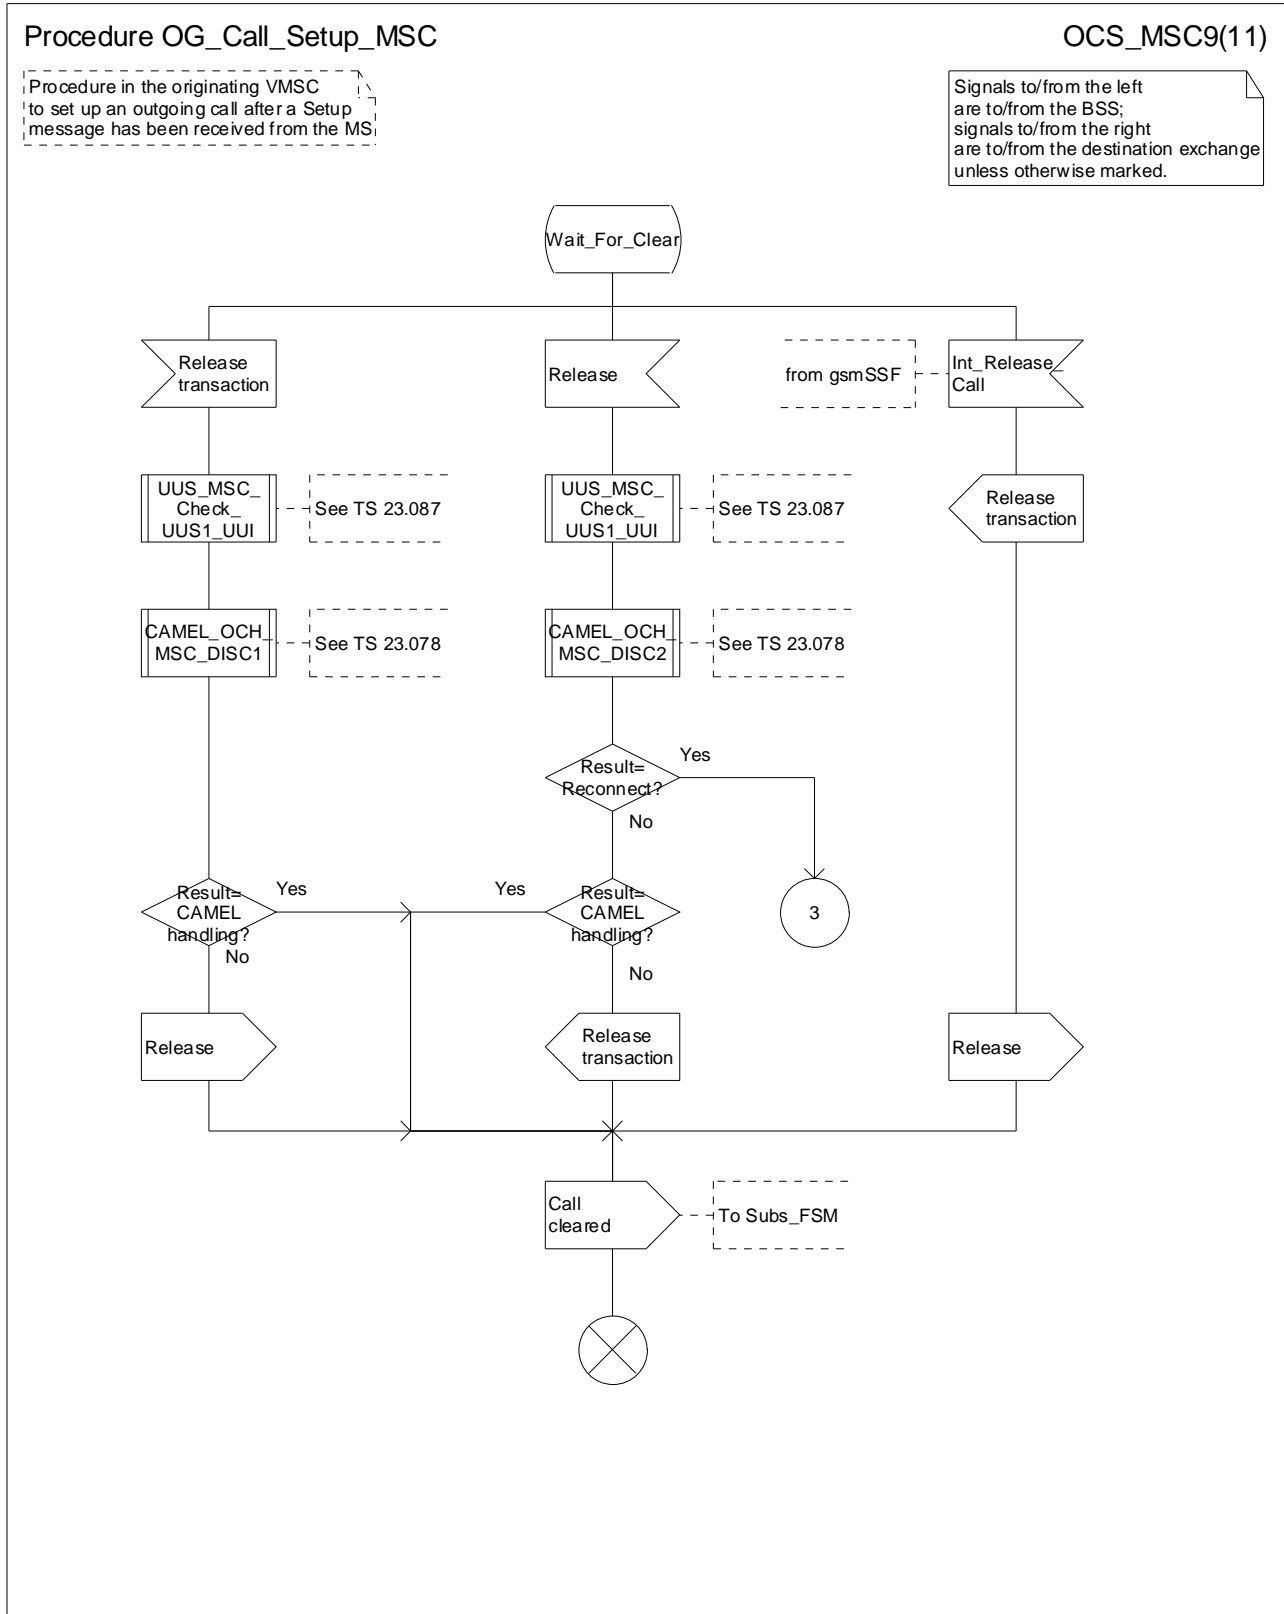 Procedure OG_Call_Setup_MSC
OCS_MSC9(11)
Procedure in the originating VMSC
to set up an outgoing call after a Setup
message has been received from the MS
Signals to/from the left
are to/from the BSS;
signals to/from the right
are to/from the destination exchange
unless otherwise marked.
Wait_For_Clear
Release
transaction
Release
from gsmSSF
Int_Release_
Call
UUS_MSC_
Check_
UUS1_UUI
See TS 23.087
UUS_MSC_
Check_
UUS1_UUI
See TS 23.087
Release
transaction
CAMEL_OCH_
MSC_DISC1
See TS 23.078
CAMEL_OCH_
MSC_DISC2
See TS 23.078
Result=
Reconnect?
Yes
No
Result=
CAMEL
handling?
Yes
No
Yes
Result=
CAMEL
handling?
No
3
Release
Release
transaction
Release
Call
cleared
To Subs_FSM